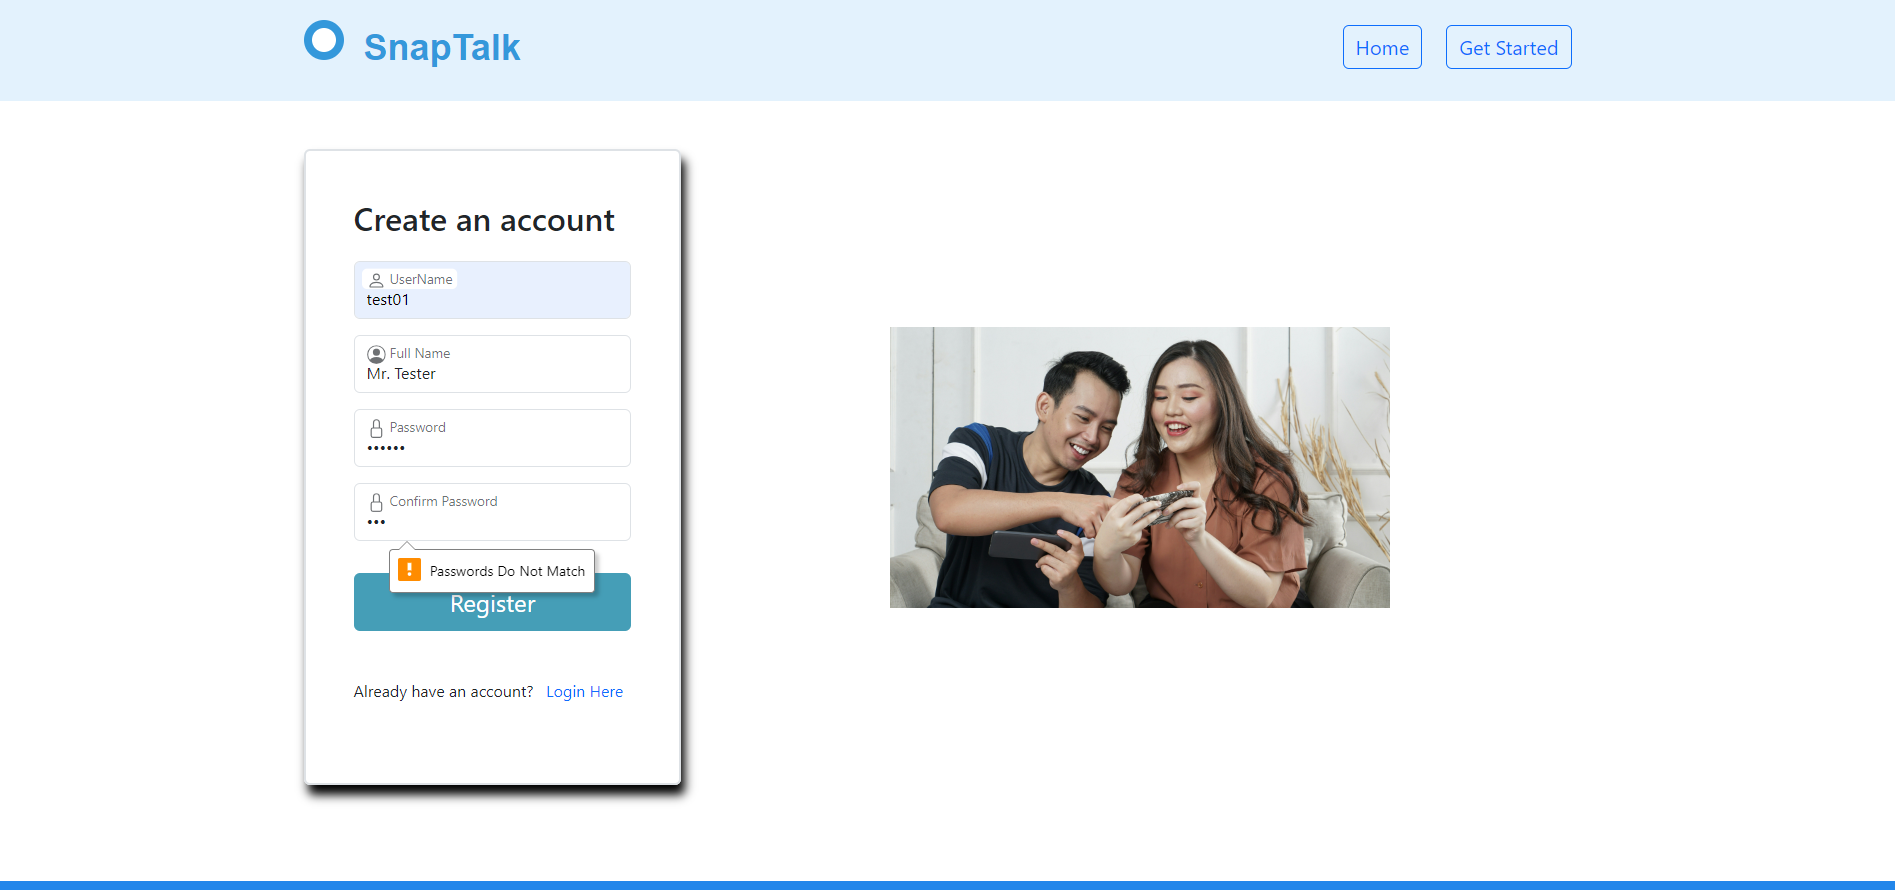 SnapTalk
Home
Get Started
Create an account
UserName
test01
Full Name
Mr. Tester
Password
••••••
Confirm Password
•••
Passwords Do Not Match
Register
Already have an account? Login Here